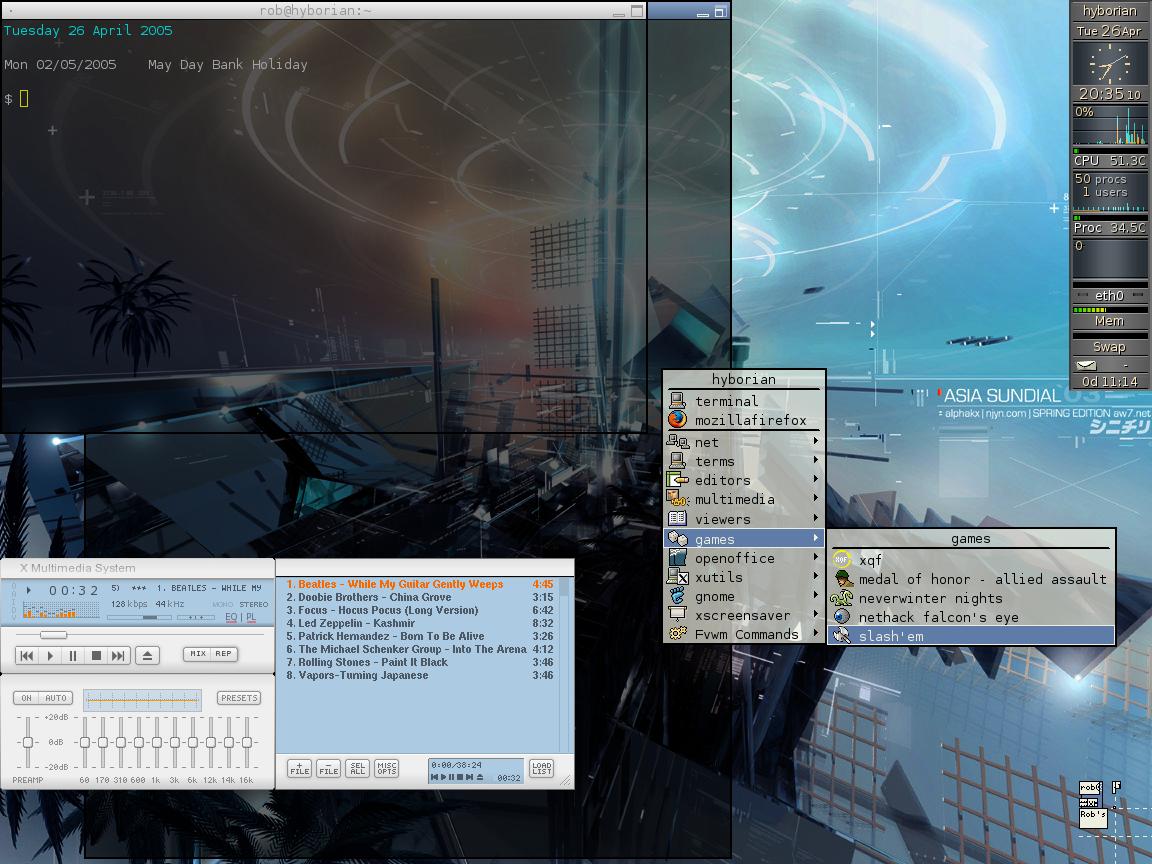 rob@hyborian:~
Tuesday 26 April 2005
Mon 02/05/2005 May Day Bank Holiday
$
hyborian
Tue 26 Apr
20:35 10
0%
CPU 51.3C
50 procs
1 users
Proc 34.5C
0
eth0
Mem
Swap
-
0d 11:14
ASIA SUNDIAL 03
alphakx | njyn.com | SPRING EDITION aw7.net
シニチリ
hyborian
terminal
mozillafirefox
net
terms
editors
multimedia
viewers
games
openoffice
xutils
gnome
xscreensaver
Fvwm Commands
games
xqf
medal of honor - allied assault
neverwinter nights
nethack falcon's eye
slash'em
X Multimedia System
00:32
5) *** 1. BEATLES - WHILE MY
128 kbps 44 kHz MONO STEREO
EQ | PL
MIX REP
ON AUTO PRESETS
+20dB
0dB
-20dB
PREAMP 60 170 310 600 1k 3k 6k 12k 14k 16k
1. Beatles - While My Guitar Gently Weeps 4:45
2. Doobie Brothers - China Grove 3:15
3. Focus - Hocus Pocus (Long Version) 6:42
4. Led Zeppelin - Kashmir 8:32
5. Patrick Hernandez - Born To Be Alive 3:26
6. The Michael Schenker Group - Into The Arena 4:12
7. Rolling Stones - Paint It Black 3:46
8. Vapors-Turning Japanese 3:46
+ FILE
- FILE
SEL ALL
MISC OPTS
0:00/38:24
00:32
LOAD LIST
rob@
Rob's